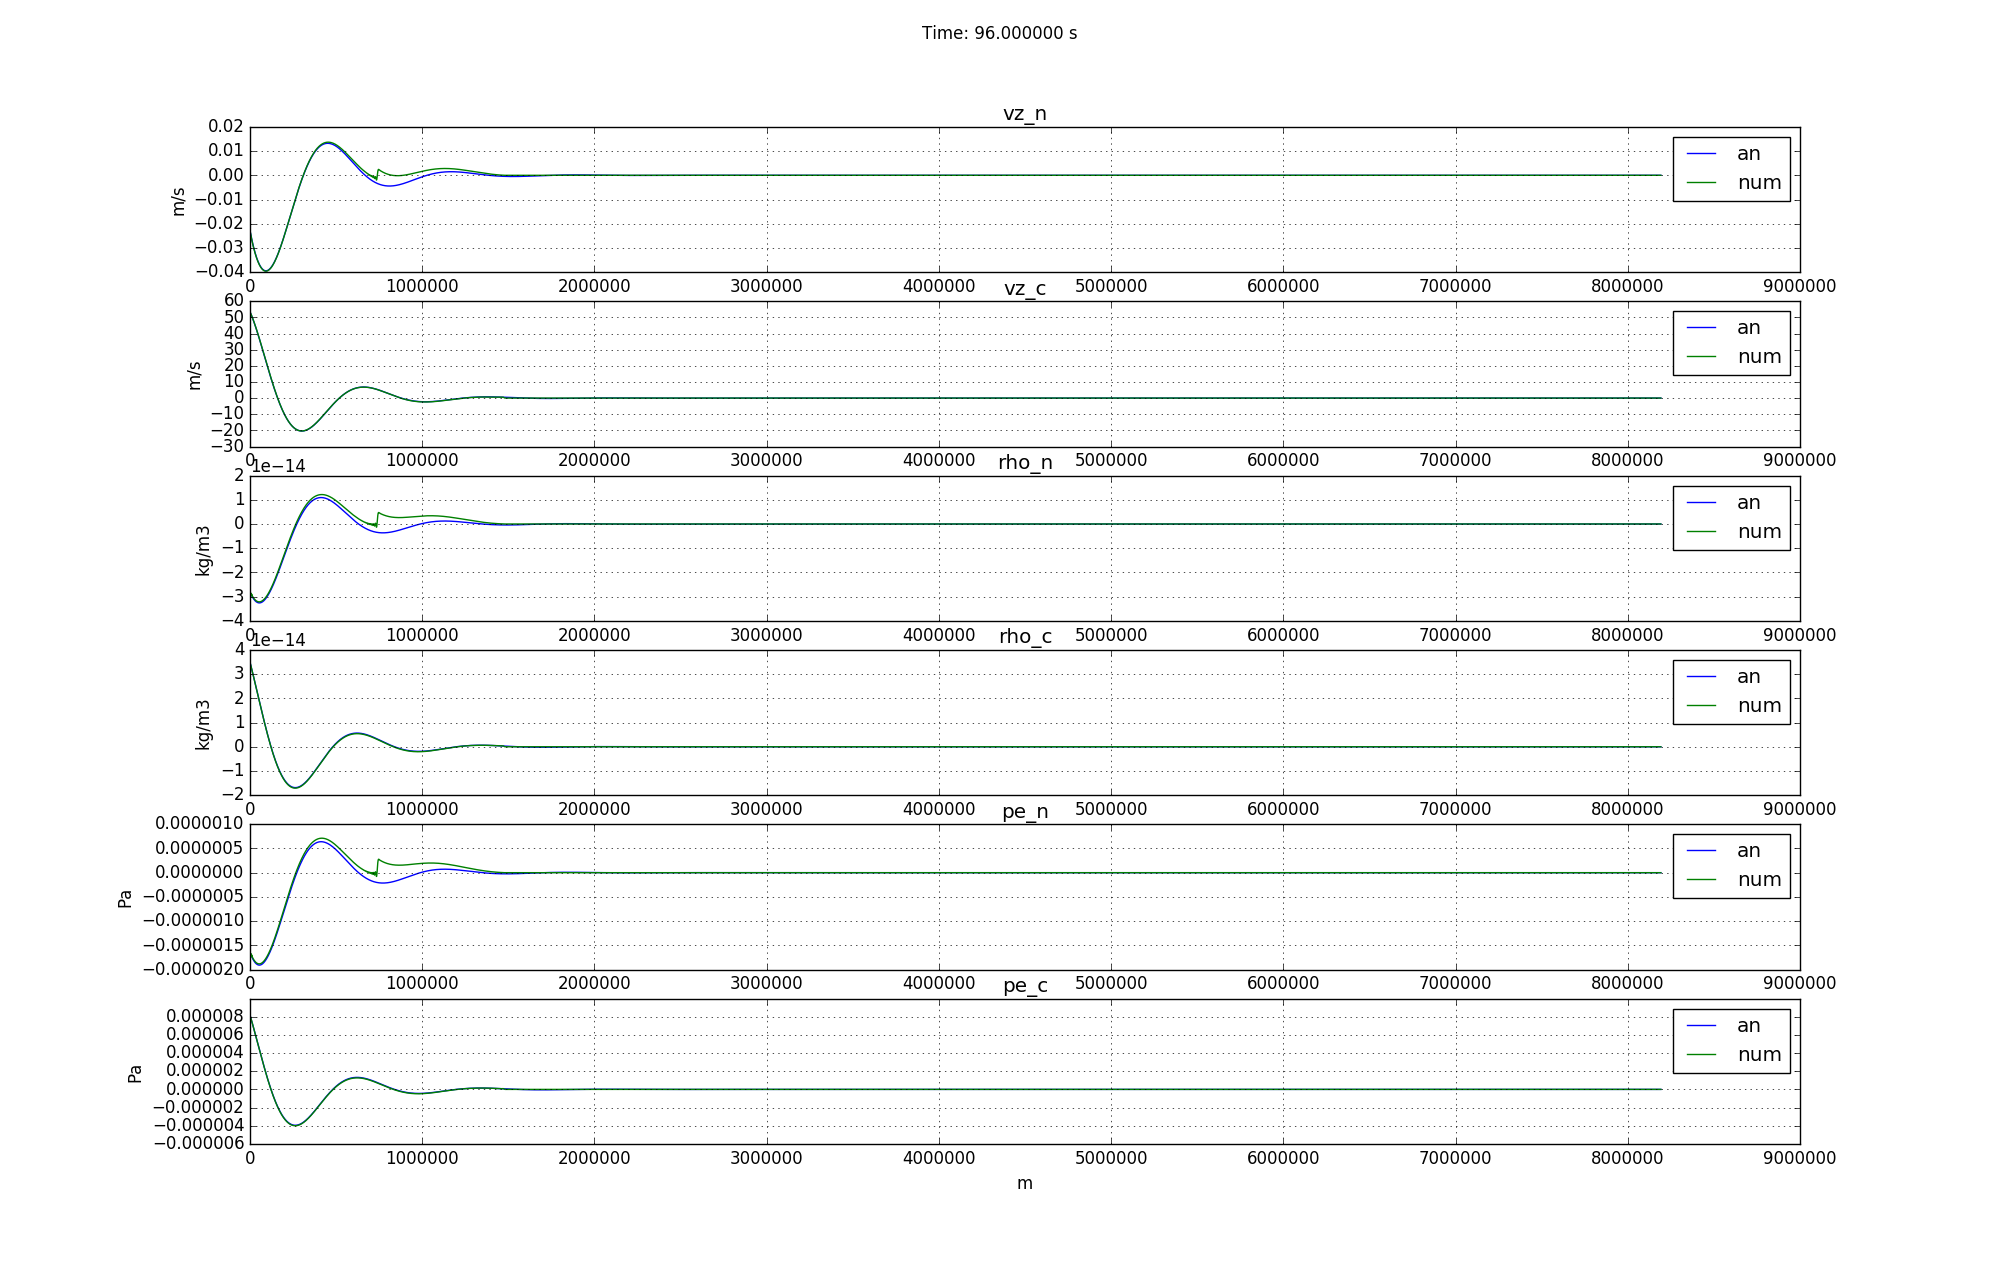 Time: 96.000000 s
vz_n
0.02
0.01
0.00
−0.01
−0.02
−0.03
−0.04
m/s
an
num
0 1000000 2000000 3000000 4000000 5000000 6000000 7000000 8000000 9000000
vz_c
60
50
40
30
20
10
0
−10
−20
−30
m/s
an
num
0 1000000 2000000 3000000 4000000 5000000 6000000 7000000 8000000 9000000
1e−14
rho_n
2
1
0
−1
−2
−3
−4
kg/m3
an
num
0 1000000 2000000 3000000 4000000 5000000 6000000 7000000 8000000 9000000
1e−14
rho_c
4
3
2
1
0
−1
−2
kg/m3
an
num
0 1000000 2000000 3000000 4000000 5000000 6000000 7000000 8000000 9000000
pe_n
0.0000010
0.0000005
0.0000000
−0.0000005
−0.0000010
−0.0000015
−0.0000020
Pa
an
num
0 1000000 2000000 3000000 4000000 5000000 6000000 7000000 8000000 9000000
pe_c
0.000008
0.000006
0.000004
0.000002
0.000000
−0.000002
−0.000004
−0.000006
Pa
an
num
0 1000000 2000000 3000000 4000000 5000000 6000000 7000000 8000000 9000000
m